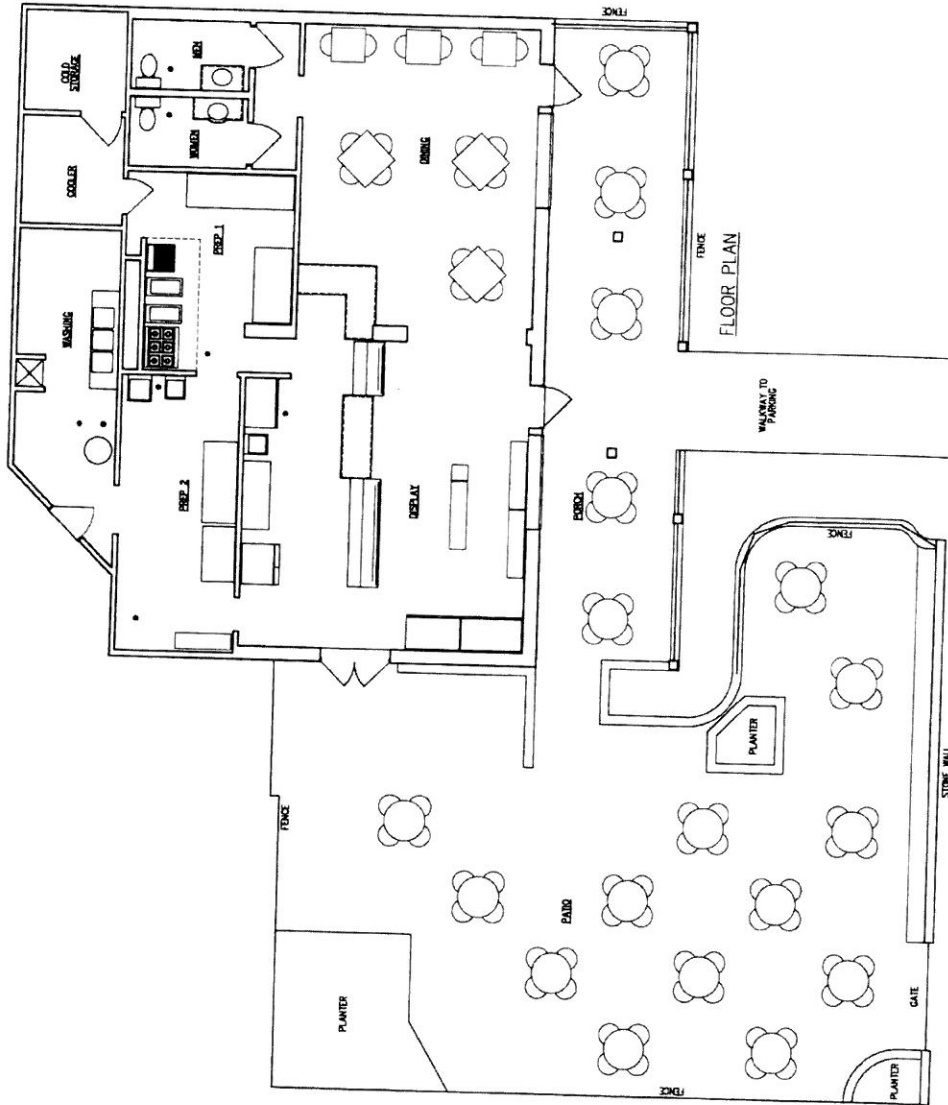 FENCE
COLD
STORAGE
MEN
WOMEN
COOLER
DINING
PREP 1
WASHING
FENCE
FLOOR PLAN
WALKWAY TO
PARKING
PREP 2
DISPLAY
PORCH
FENCE
PLANTER
STONE WALL
FENCE
PATIO
PLANTER
GATE
FENCE
PLANTER